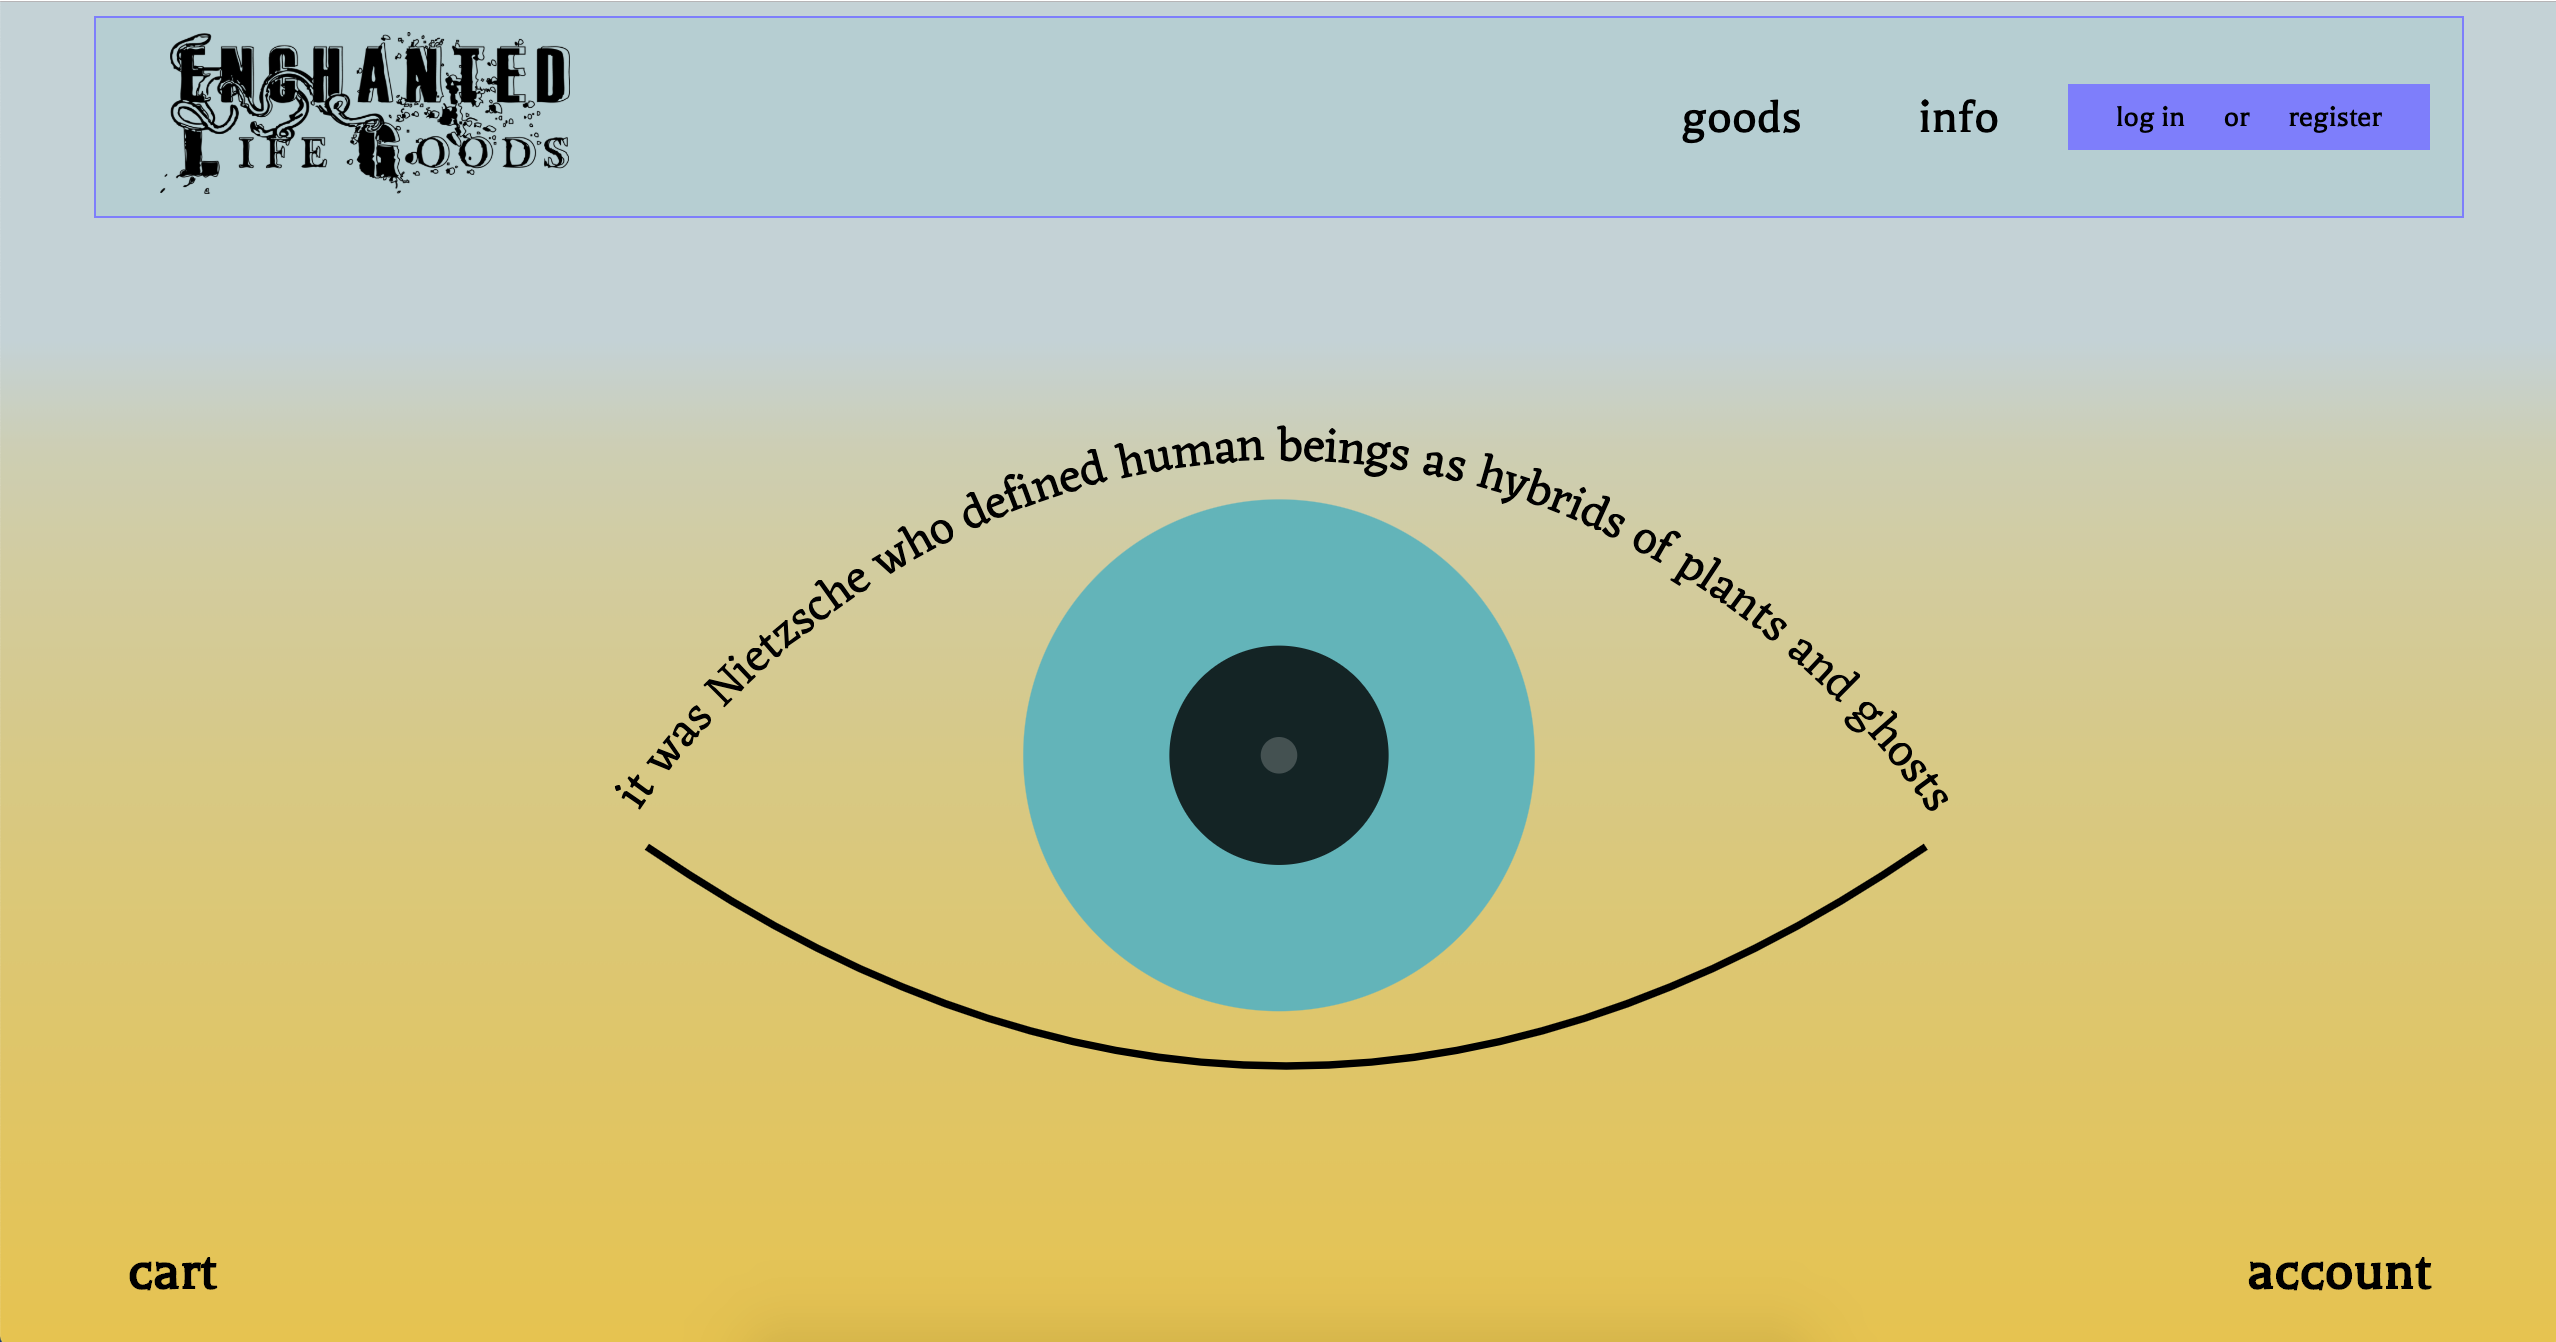 ENCHANTED
LIFE GOODS
goods
info
log in or register
it was Nietzsche who defined human beings as hybrids of plants and ghosts
cart
account